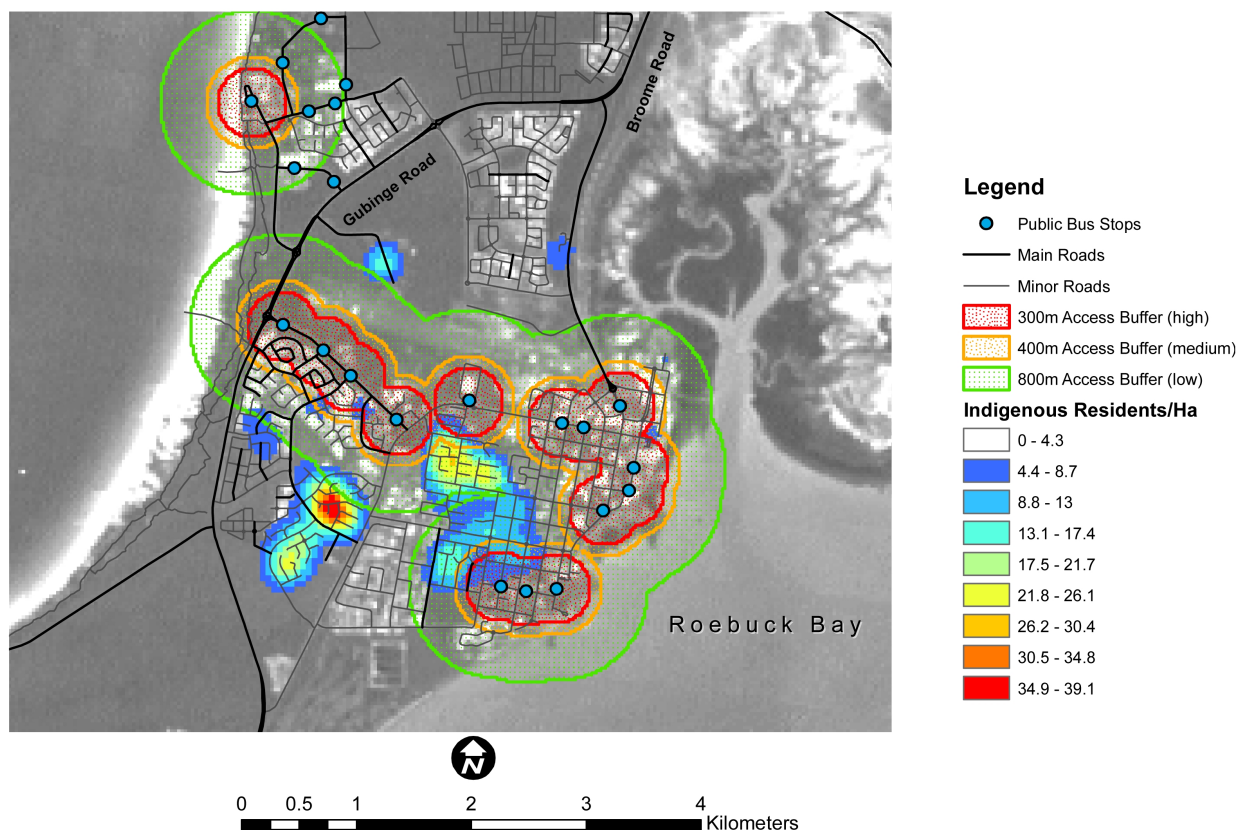 Broome Road
Gubinge Road
Roebuck Bay
Legend
Public Bus Stops
Main Roads
Minor Roads
300m Access Buffer (high)
400m Access Buffer (medium)
800m Access Buffer (low)
Indigenous Residents/Ha
0 - 4.3
4.4 - 8.7
8.8 - 13
13.1 - 17.4
17.5 - 21.7
21.8 - 26.1
26.2 - 30.4
30.5 - 34.8
34.9 - 39.1
N
0 0.5 1 2 3 4
Kilometers